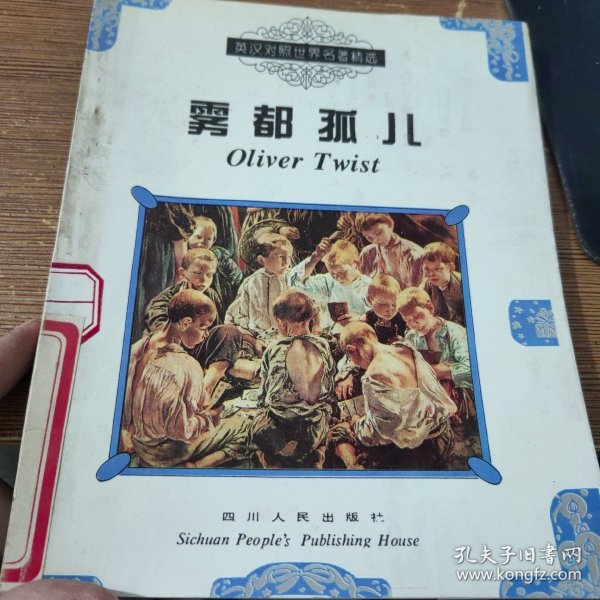 英汉对照世界名著精选
雾都孤儿
Oliver Twist
四川人民出版社
Sichuan People's Publishing House
孔夫子旧书网
www.kongfz.com